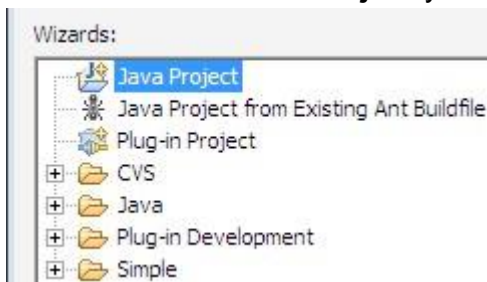 Wizards:
Java Project
Java Project from Existing Ant Buildfile
Plug-in Project
CVS
Java
Plug-in Development
Simple